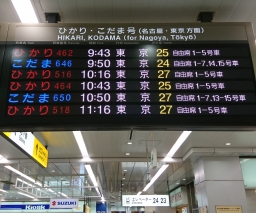 ひかり・こだま号 (名古屋・東京方面)
HIKARI, KODAMA (for Nagoya, Tōkyō)
ひかり 462 9:43 東京 25 自由席 1~5号車
こだま 646 9:50 東京 24 自由席 1~7,14,15号車
ひかり 516 10:16 東京 27 自由席 1~5号車
ひかり 464 10:43 東京 27 自由席 1~5号車
こだま 650 10:50 東京 27 自由席 1~7,13~15号車
ひかり 518 11:16 東京 27 自由席 1~5号車
Kiosk
SUZUKI
23 24